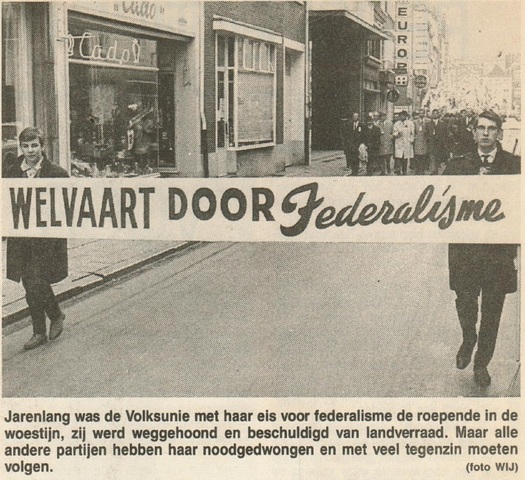 Cado
Cado
EUROP
WELVAART DOOR Federalisme
Jarenlang was de Volksunie met haar eis voor federalisme de roepende in de
woestijn, zij werd weggehoond en beschuldigd van landverraad. Maar alle
andere partijen hebben haar noodgedwongen en met veel tegenzin moeten
volgen.
(foto WIJ)